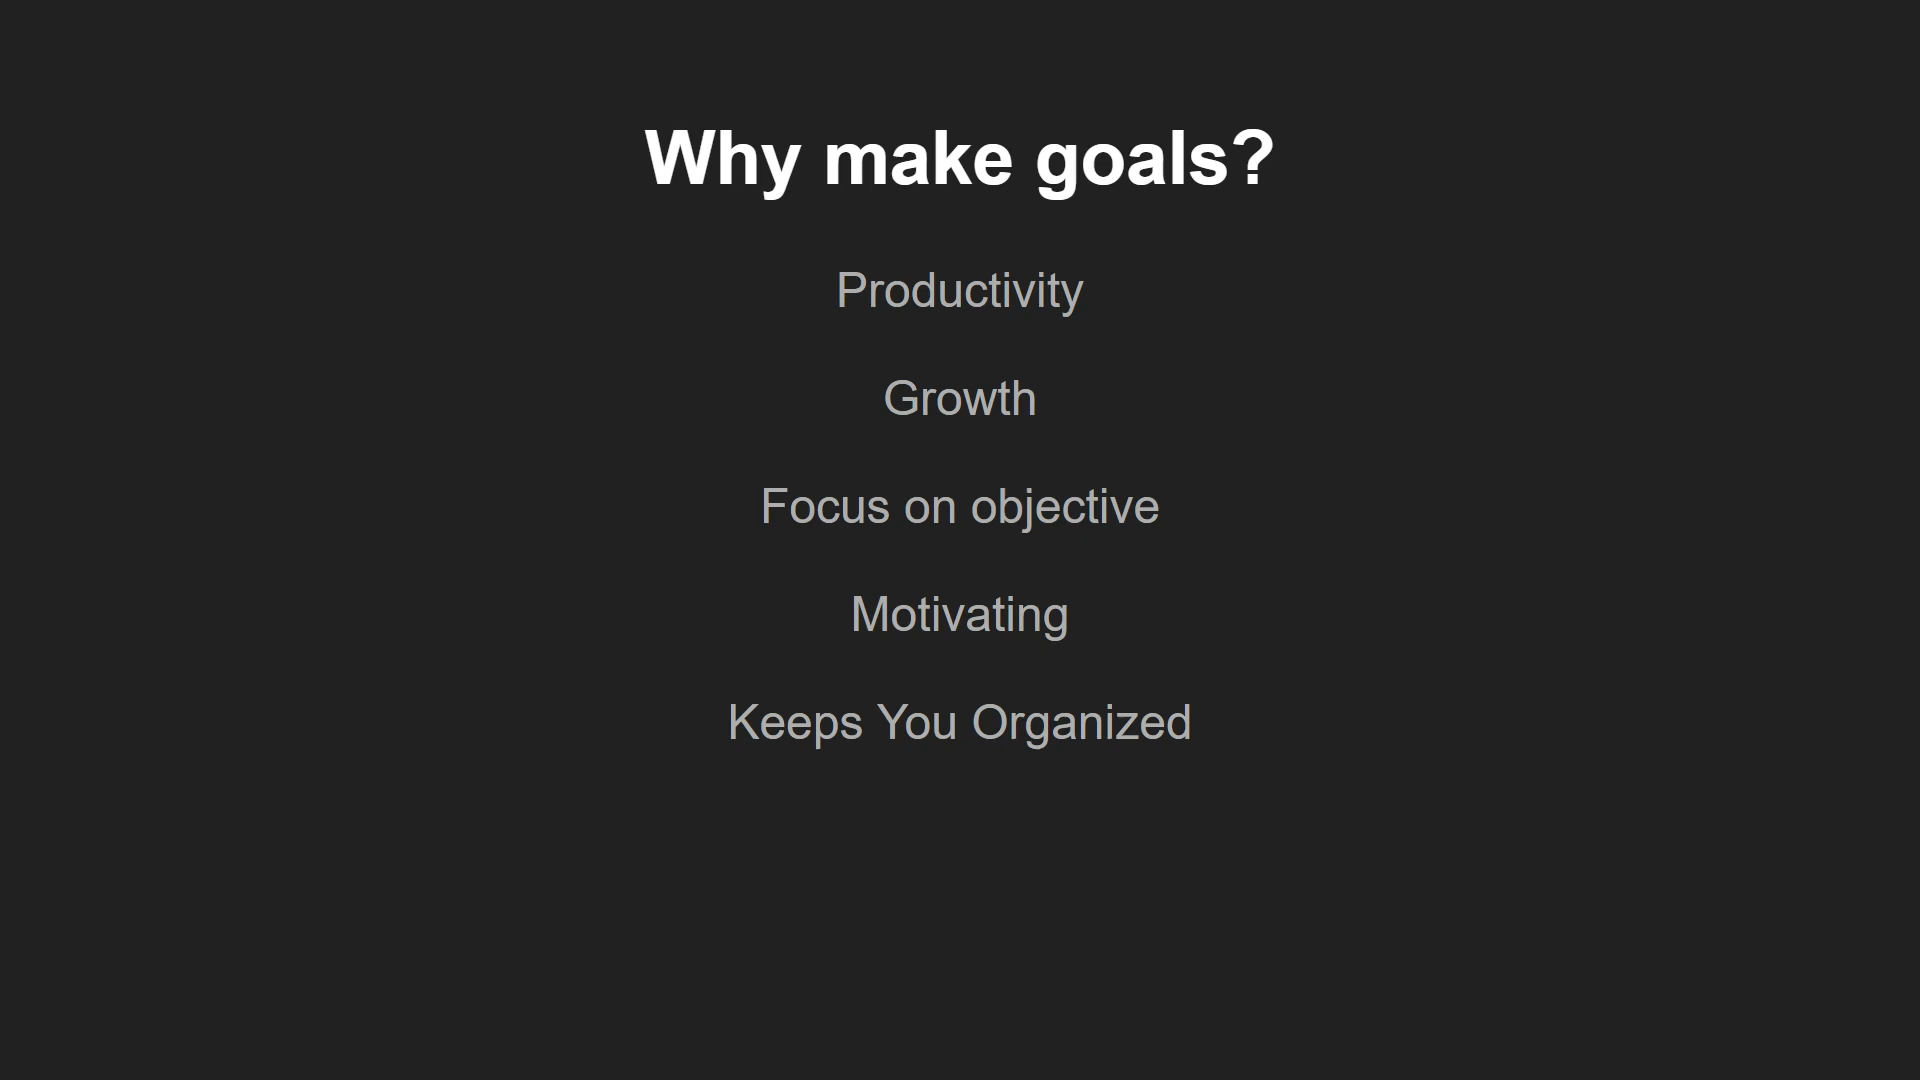 Why make goals?
Productivity
Growth
Focus on objective
Motivating
Keeps You Organized